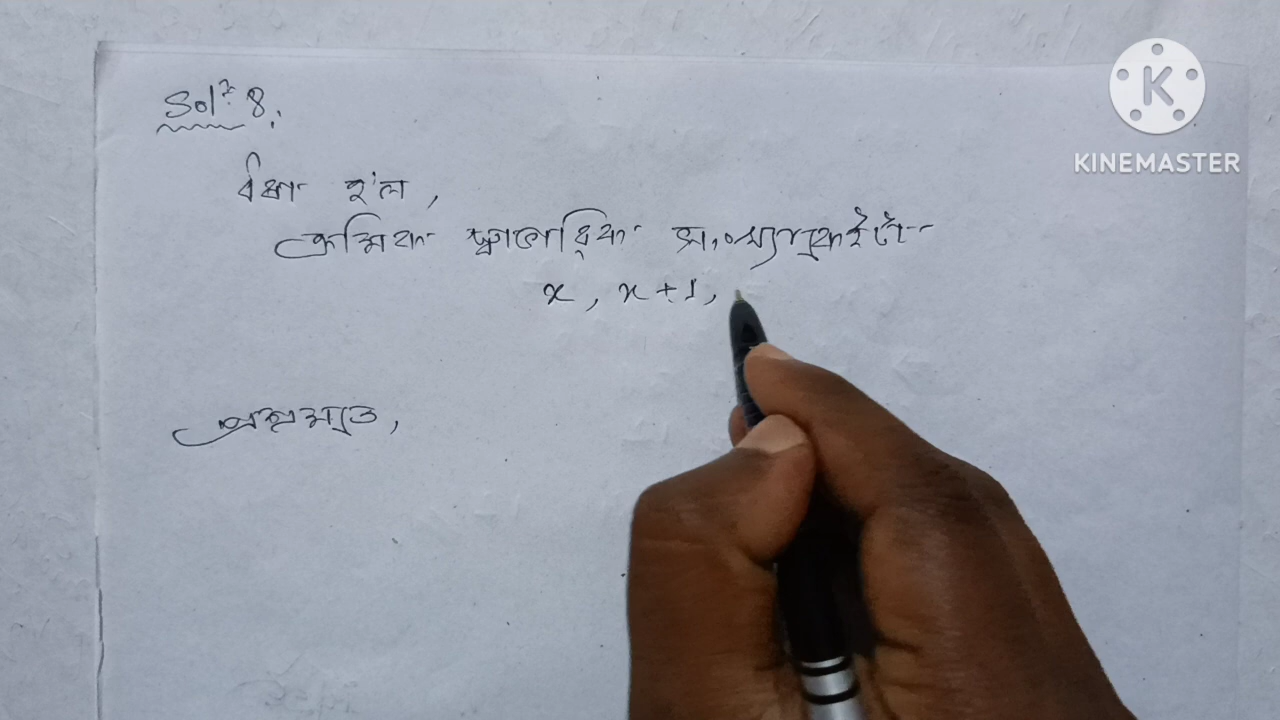 Solⁿ 8.
ধৰা হ'ল,
ক্ৰমিক স্বাভাৱিক সংখ্যাকেইটা
x, x+1,
প্ৰশ্নমতে,
K
KINEMASTER